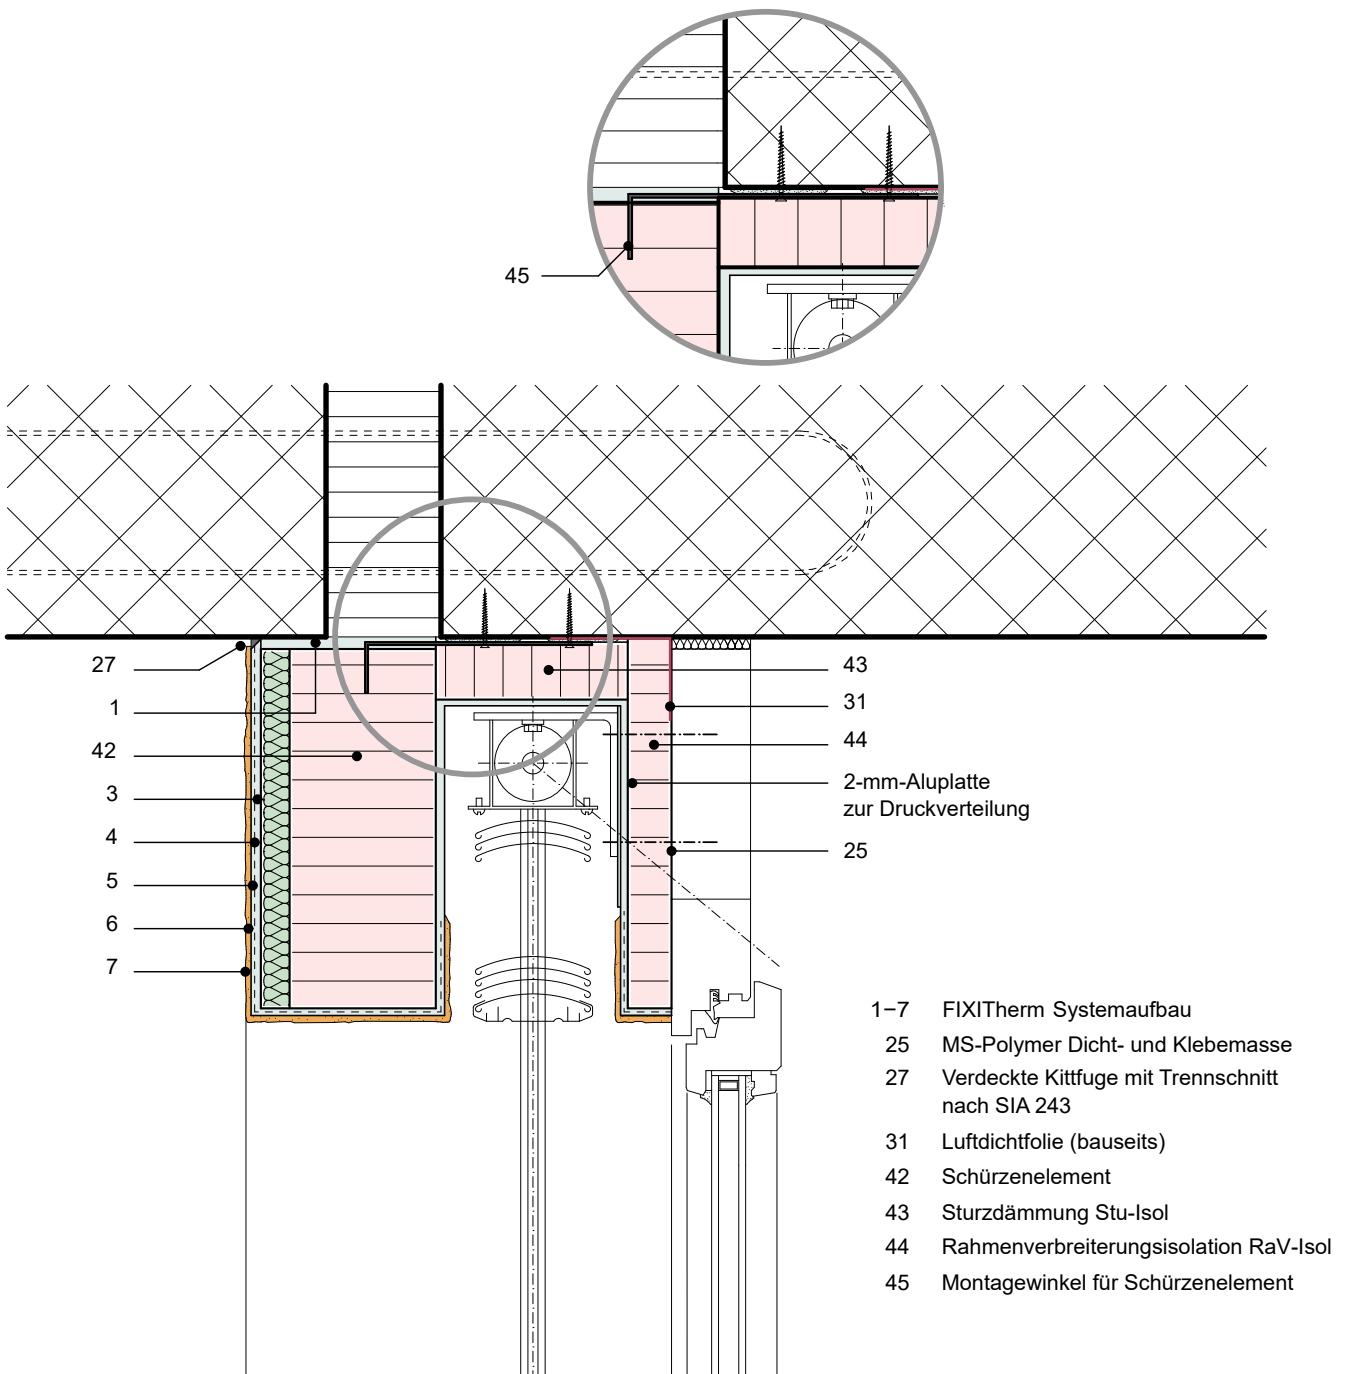 45
27
1
42
3
4
5
6
7
43
31
44
2-mm-Aluplatte
zur Druckverteilung
25
1–7 FIXITherm Systemaufbau
25 MS-Polymer Dicht- und Klebemasse
27 Verdeckte Kittfuge mit Trennschnitt
nach SIA 243
31 Luftdichtfolie (bauseits)
42 Schürzenelement
43 Sturzdämmung Stu-Isol
44 Rahmenverbreiterungsisolation RaV-Isol
45 Montagewinkel für Schürzenelement